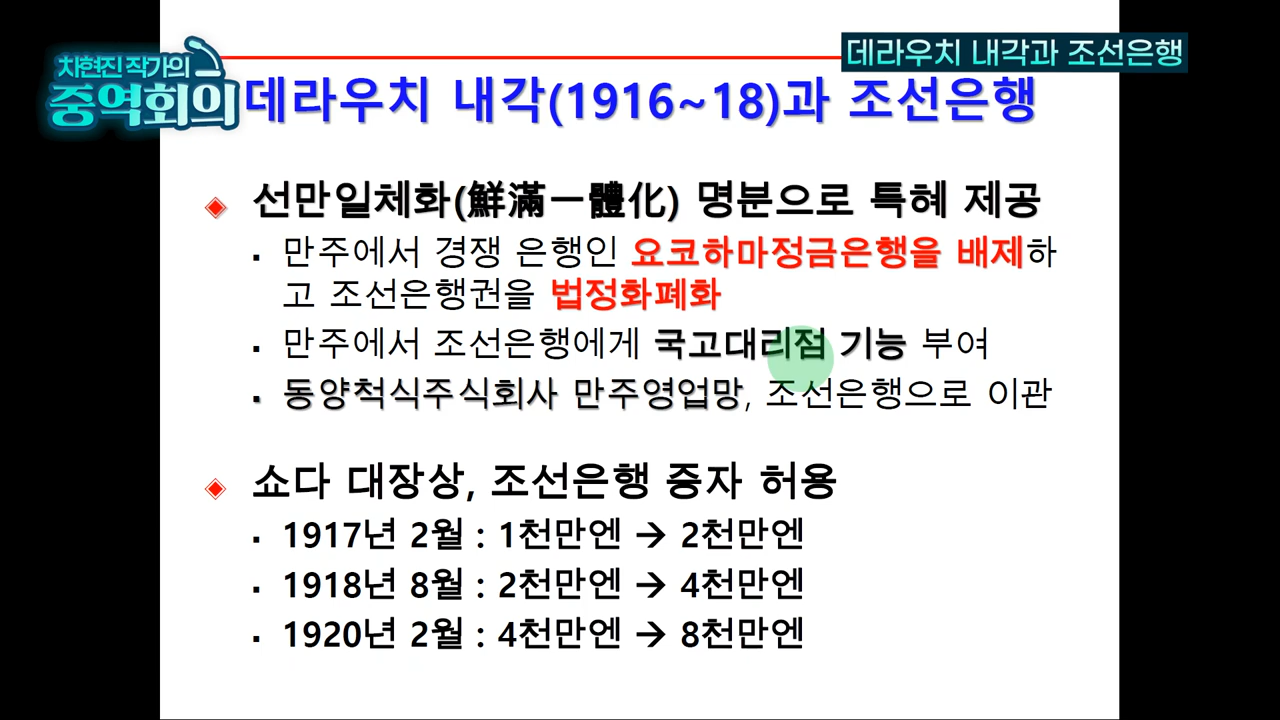 차현진 작가의
중역회의
데라우치 내각과 조선은행
데라우치 내각(1916~18)과 조선은행
선만일체화(鮮滿一體化) 명분으로 특혜 제공
만주에서 경쟁 은행인 요코하마정금은행을 배제하
고 조선은행권을 법정화폐화
만주에서 조선은행에게 국고대리점 기능 부여
동양척식주식회사 만주영업망, 조선은행으로 이관
쇼다 대장상, 조선은행 증자 허용
1917년 2월 : 1천만엔 → 2천만엔
1918년 8월 : 2천만엔 → 4천만엔
1920년 2월 : 4천만엔 → 8천만엔